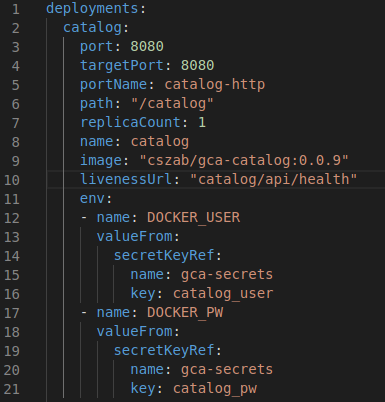 1 deployments:
2   catalog:
3     port: 8080
4     targetPort: 8080
5     portName: catalog-http
6     path: "/catalog"
7     replicaCount: 1
8     name: catalog
9     image: "cszab/gca-catalog:0.0.9"
10     livenessUrl: "catalog/api/health"
11     env:
12     - name: DOCKER_USER
13       valueFrom:
14         secretKeyRef:
15           name: gca-secrets
16           key: catalog_user
17     - name: DOCKER_PW
18       valueFrom:
19         secretKeyRef:
20           name: gca-secrets
21           key: catalog_pw